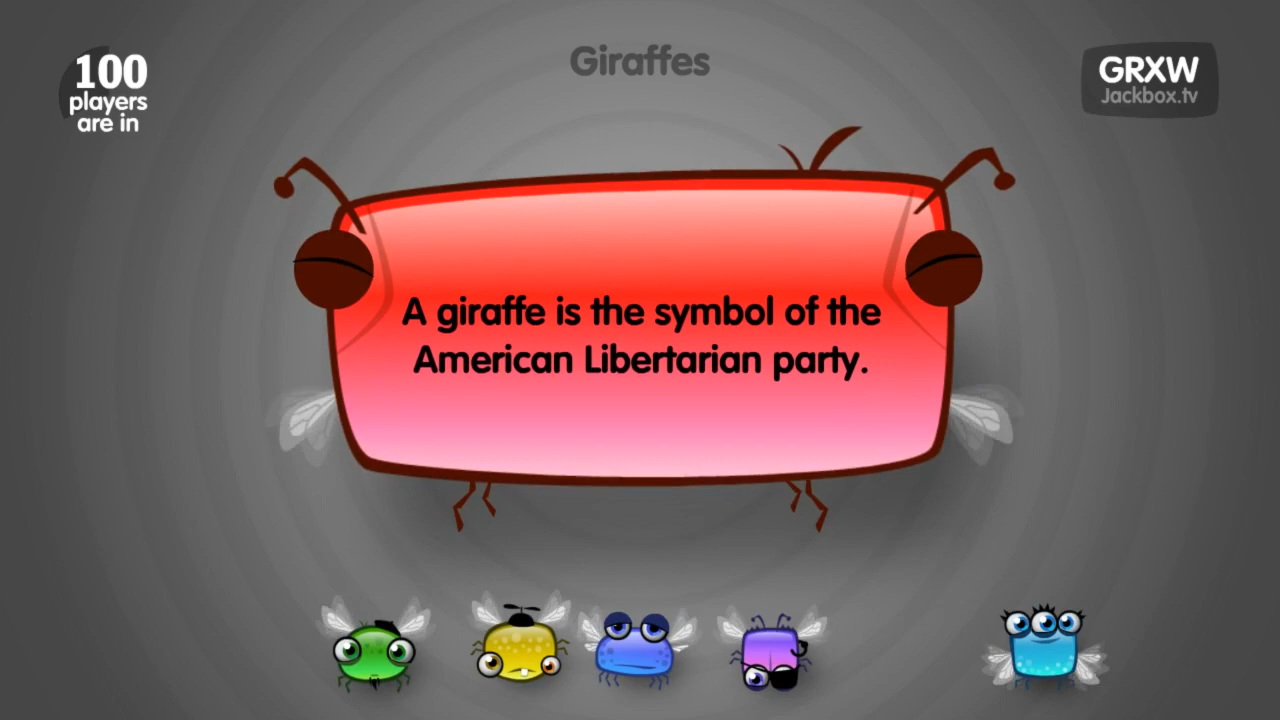 Giraffes
100
players
are in
GRXW
Jackbox.tv
A giraffe is the symbol of the
American Libertarian party.